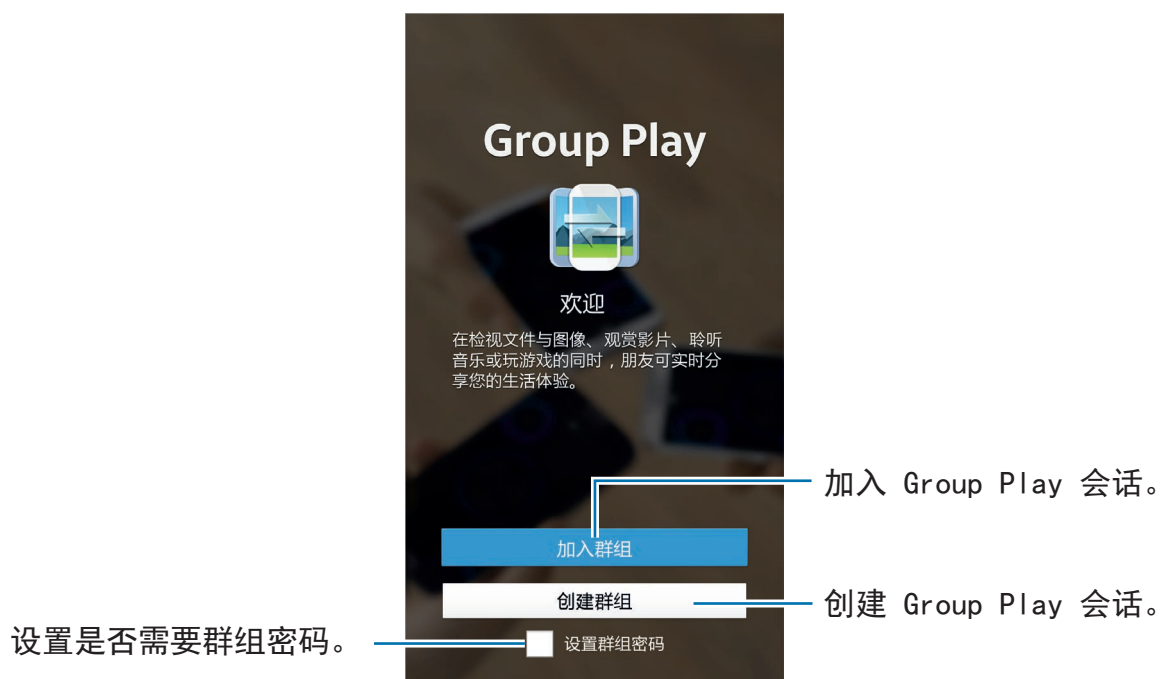 Group Play
欢迎
在检视文件与图像、观赏影片、聆听
音乐或玩游戏的同时，朋友可实时分
享您的生活体验。
加入 Group Play 会话。
加入群组
创建群组
创建 Group Play 会话。
设置是否需要群组密码。
设置群组密码